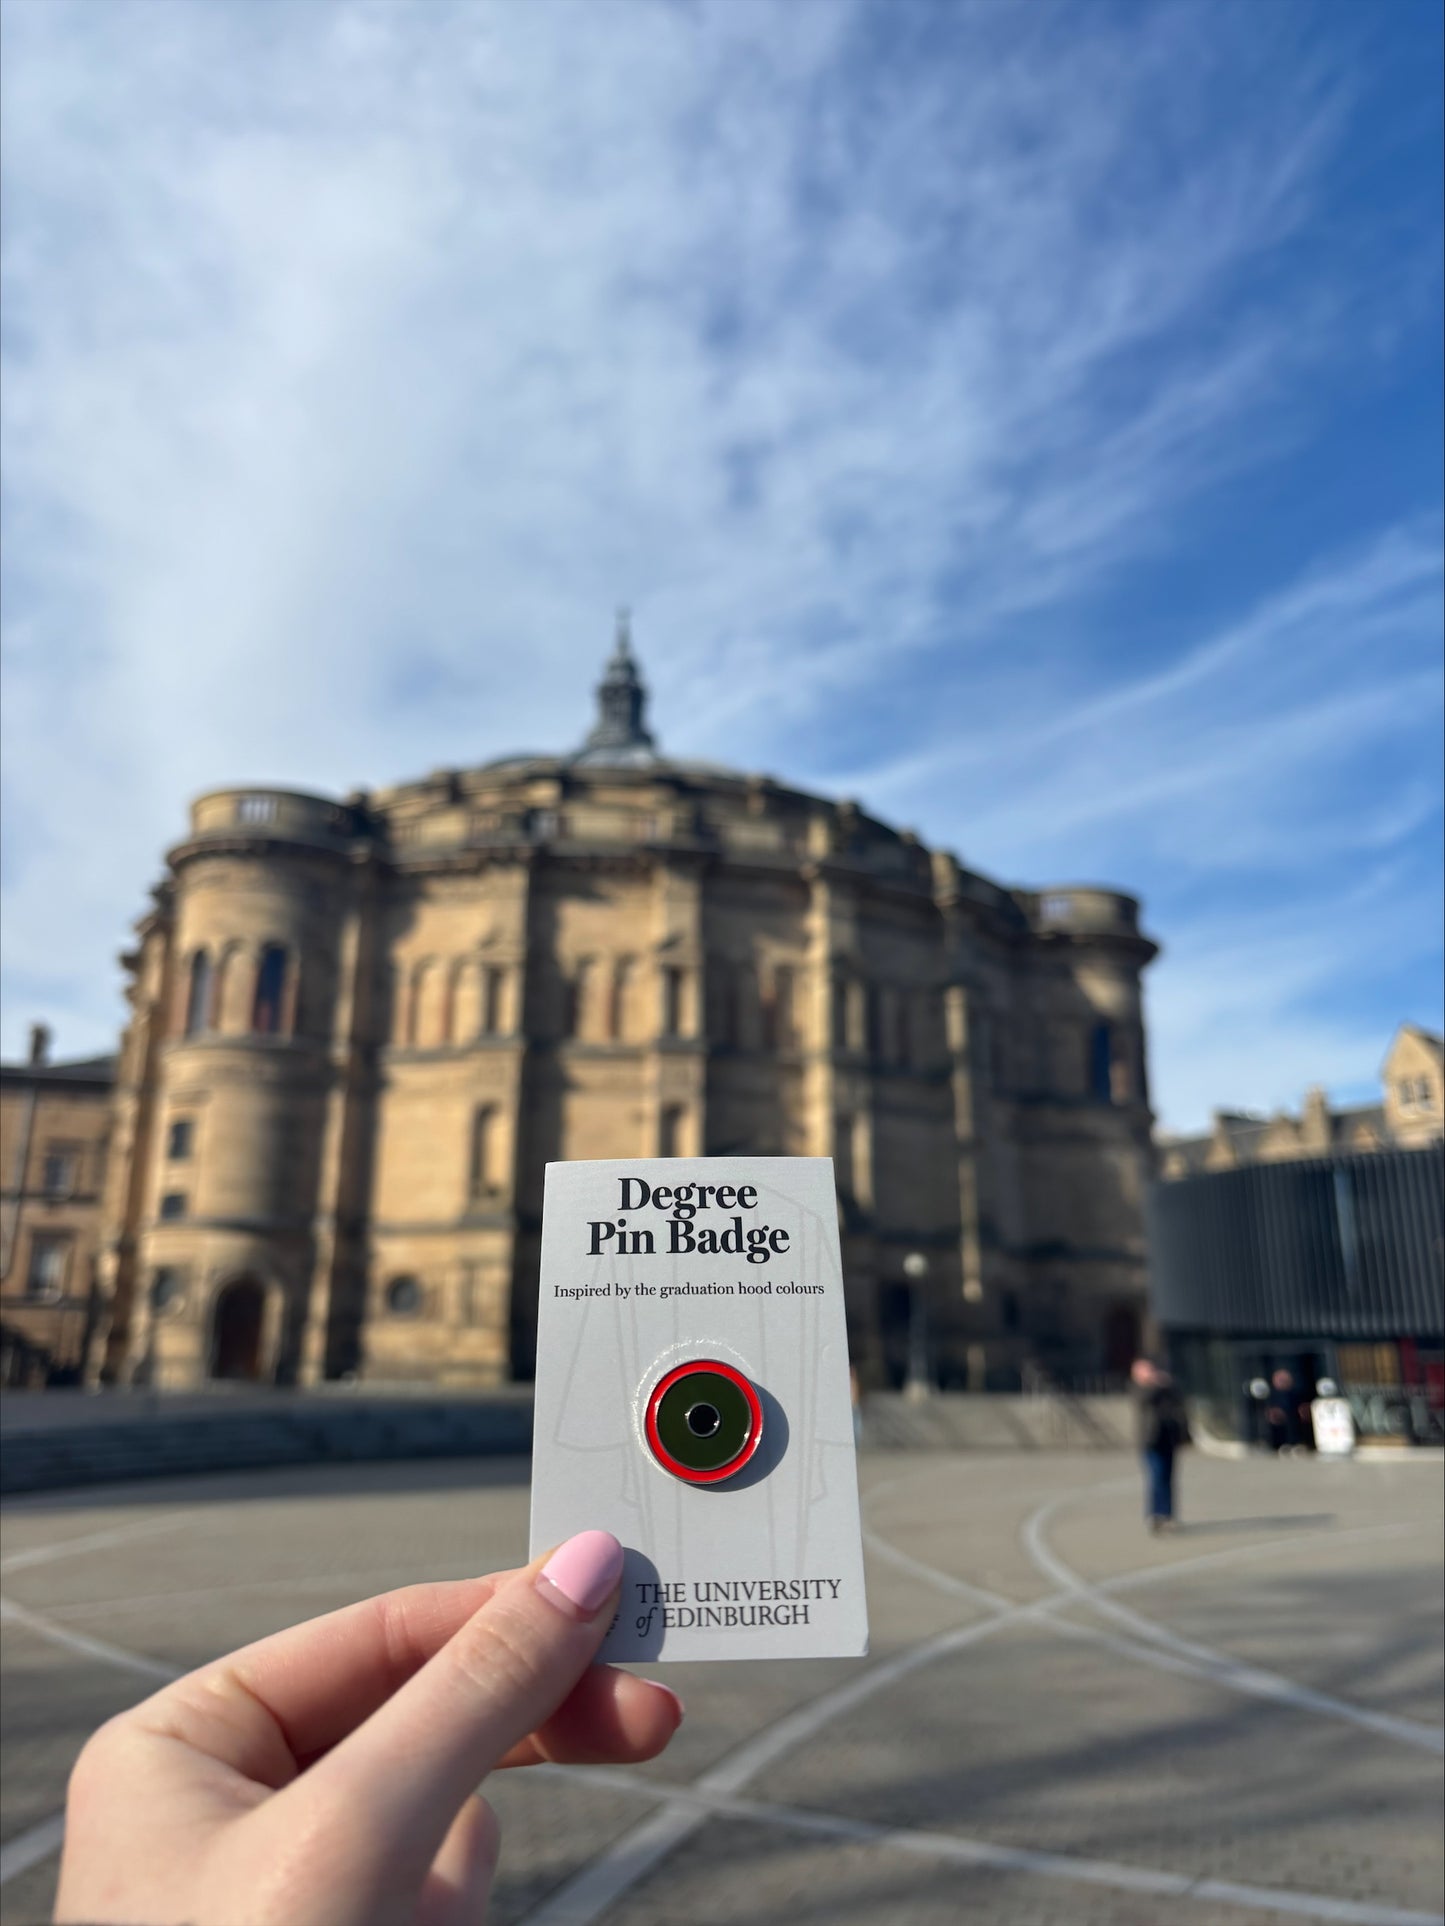 Degree
Pin Badge
Inspired by the graduation hood colours
THE UNIVERSITY
of EDINBURGH